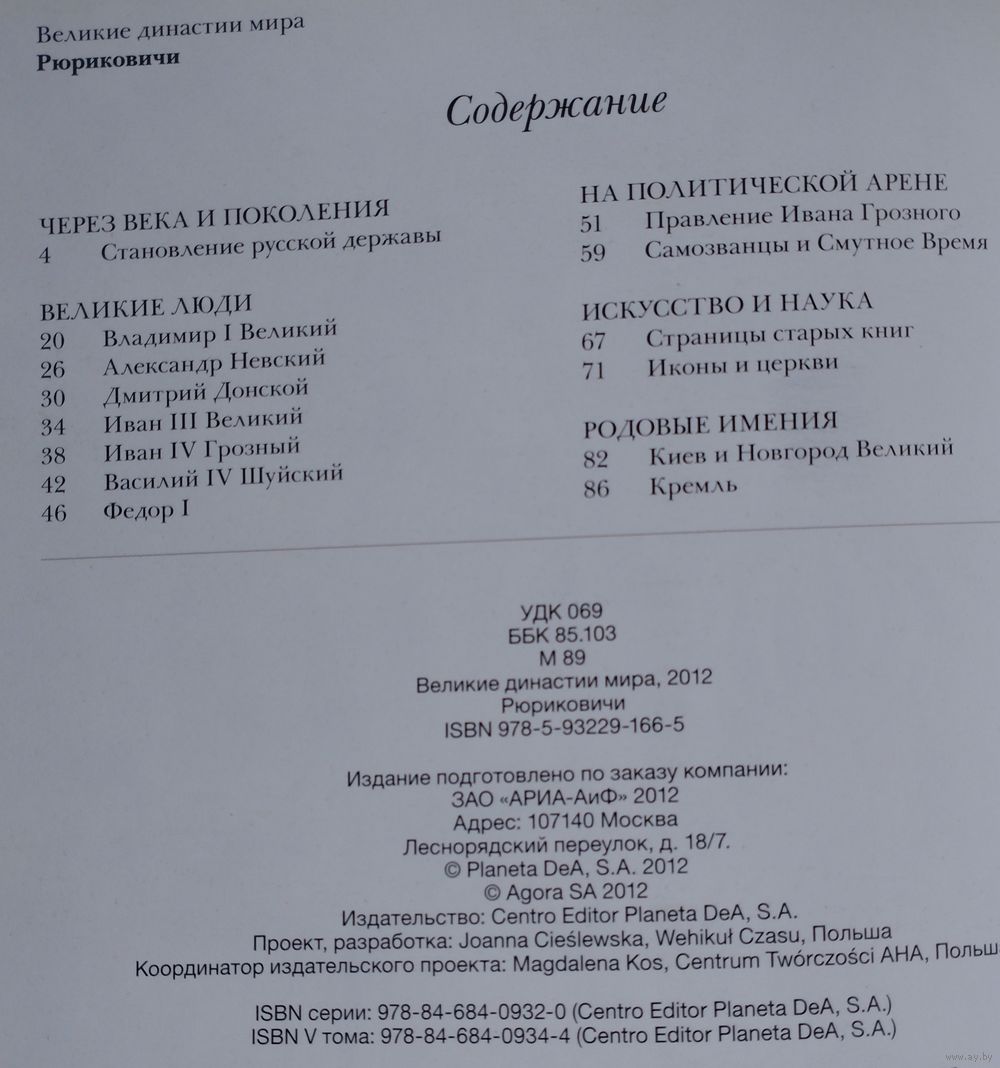 Великие династии мира
Рюриковичи
Содержание
ЧЕРЕЗ ВЕКА И ПОКОЛЕНИЯ
4 Становление русской державы
ВЕЛИКИЕ ЛЮДИ
20 Владимир I Великий
26 Александр Невский
30 Дмитрий Донской
34 Иван III Великий
38 Иван IV Грозный
42 Василий IV Шуйский
46 Федор I
НА ПОЛИТИЧЕСКОЙ АРЕНЕ
51 Правление Ивана Грозного
59 Самозванцы и Смутное Время
ИСКУССТВО И НАУКА
67 Страницы старых книг
71 Иконы и церкви
РОДОВЫЕ ИМЕНИЯ
82 Киев и Новгород Великий
86 Кремль
УДК 069
ББК 85.103
М 89
Великие династии мира, 2012
Рюриковичи
ISBN 978-5-93229-166-5
Издание подготовлено по заказу компании:
ЗАО «АРИА-АиФ» 2012
Адрес: 107140 Москва
Леснорядский переулок, д. 18/7.
© Planeta DeA, S.A. 2012
© Agora SA 2012
Издательство: Centro Editor Planeta DeA, S.A.
Проект, разработка: Joanna Cieślewska, Wehikuł Czasu, Польша
Координатор издательского проекта: Magdalena Kos, Centrum Twórczości AHA, Польша
ISBN серии: 978-84-684-0932-0 (Centro Editor Planeta DeA, S.A.)
ISBN V тома: 978-84-684-0934-4 (Centro Editor Planeta DeA, S.A.)
www.ay.by